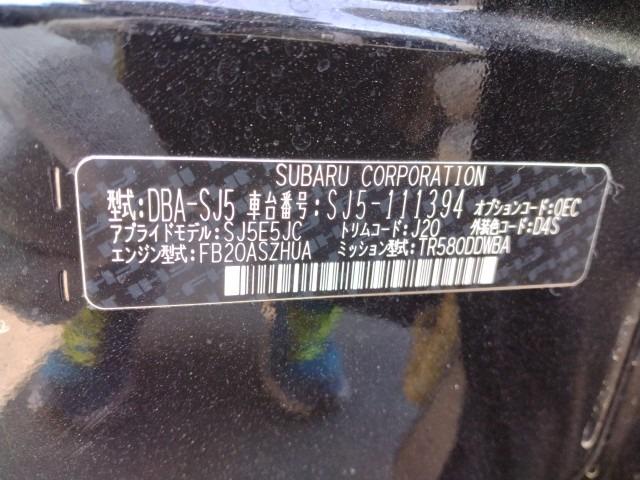 SUBARU CORPORATION
型式:DBA-SJ5 車台番号:SJ5-111394 オプションコード:QEC
アプライドモデル:SJ5E5JC トリムコード:J20 外装色コード:D4S
エンジン型式:FB20ASZHUA ミッション型式:TR580DDWBA